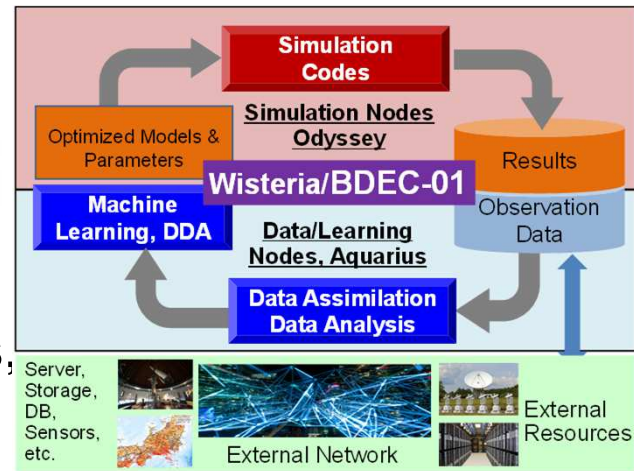 Simulation
Codes
Simulation Nodes
Odyssey
Optimized Models &
Parameters
Results
Wisteria/BDEC-01
Machine
Learning, DDA
Observation
Data
Data/Learning
Nodes, Aquarius
Data Assimilation
Data Analysis
Server,
Storage,
DB,
Sensors,
etc.
External Network
External
Resources